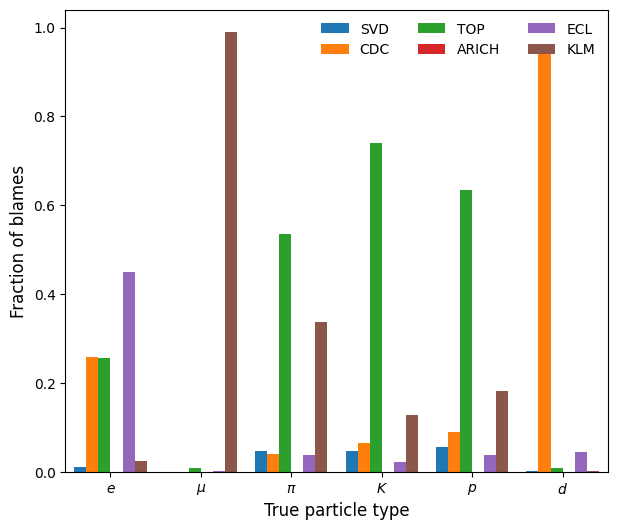 SVD TOP ECL
CDC ARICH KLM
Fraction of blames
1.0
0.8
0.6
0.4
0.2
0.0
e μ π K p d
True particle type